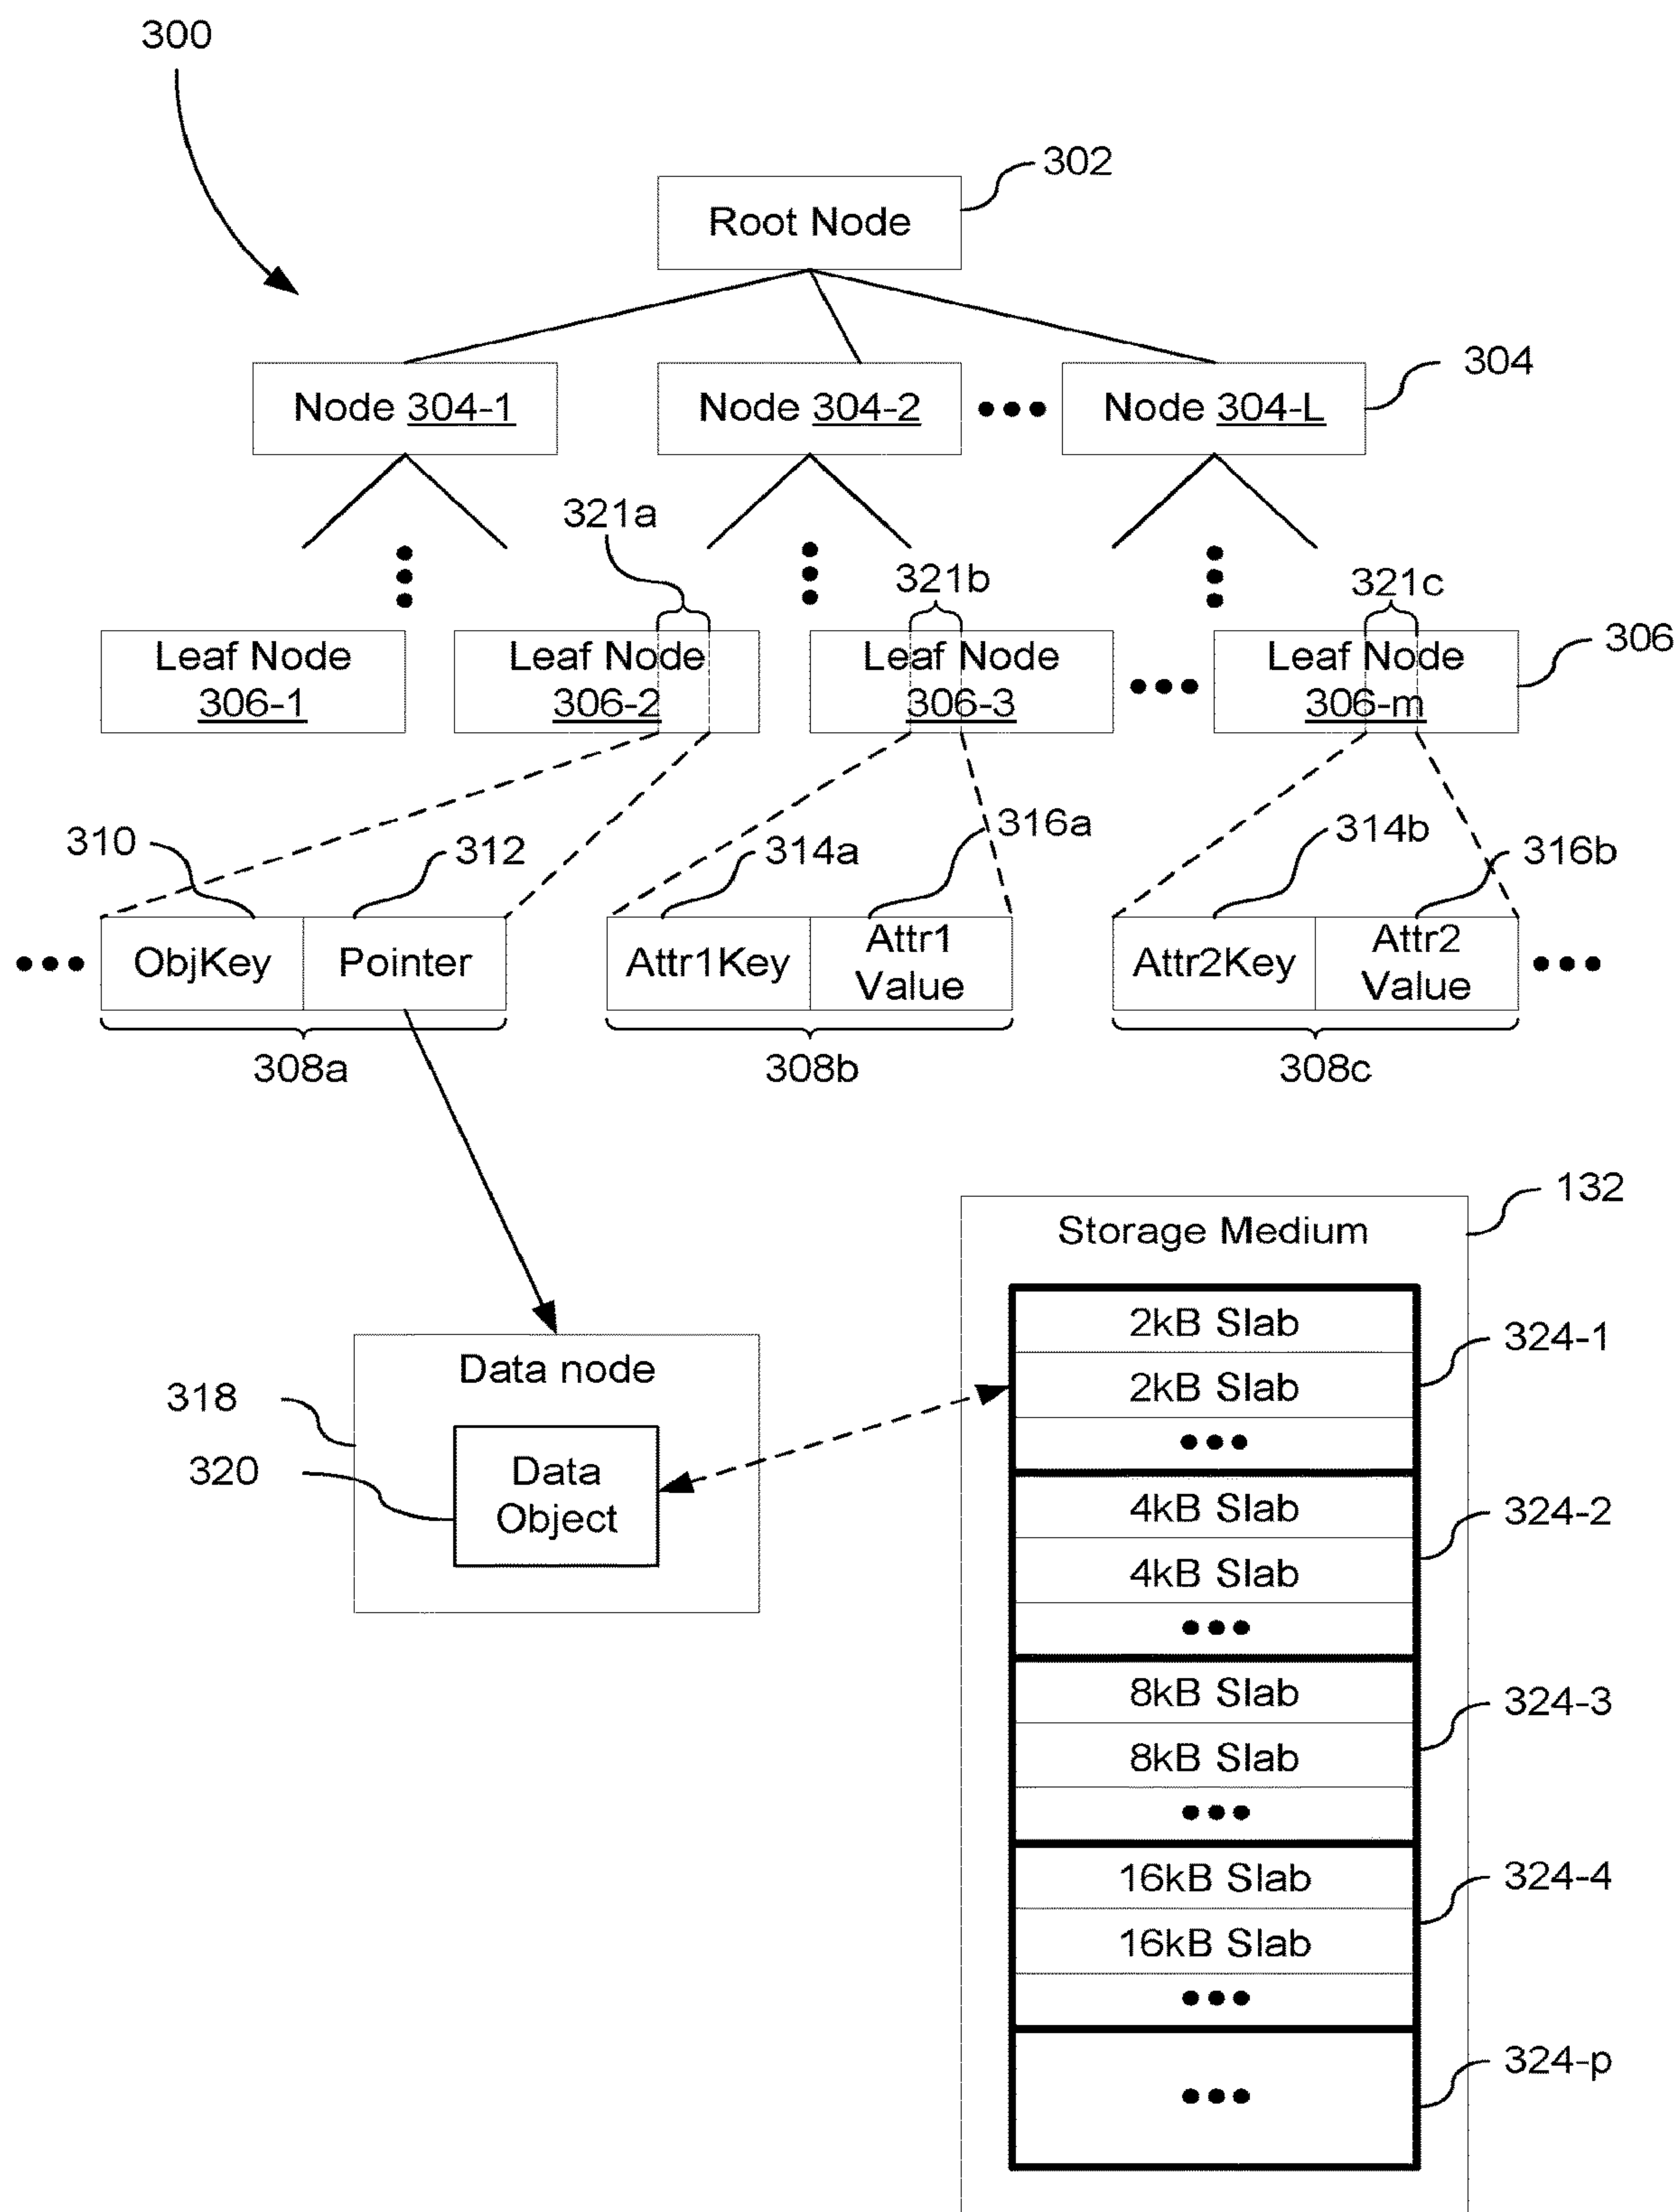 300
302
Root Node
304
Node 304-1
Node 304-2
Node 304-L
321a
321b
321c
306
Leaf Node
306-1
Leaf Node
306-2
Leaf Node
306-3
Leaf Node
306-m
310
312
314a
316a
314b
316b
ObjKey
Pointer
Attr1Key
Attr1
Value
Attr2Key
Attr2
Value
308a
308b
308c
132
Storage Medium
2kB Slab
324-1
2kB Slab
Data node
318
320
Data
Object
4kB Slab
324-2
4kB Slab
8kB Slab
324-3
8kB Slab
16kB Slab
324-4
16kB Slab
324-p